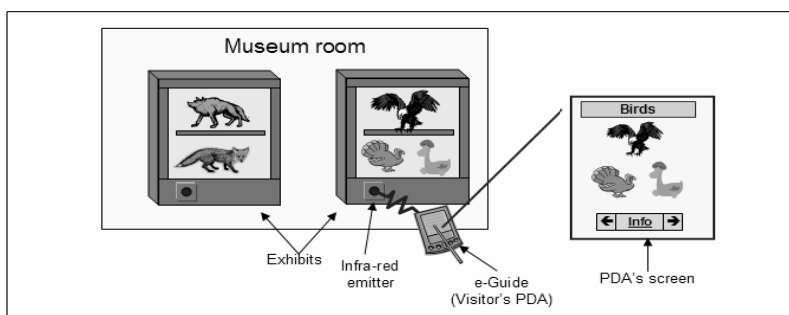 Museum room
Birds
Info
Exhibits
Infra-red
emitter
e-Guide
(Visitor's PDA)
PDA's screen